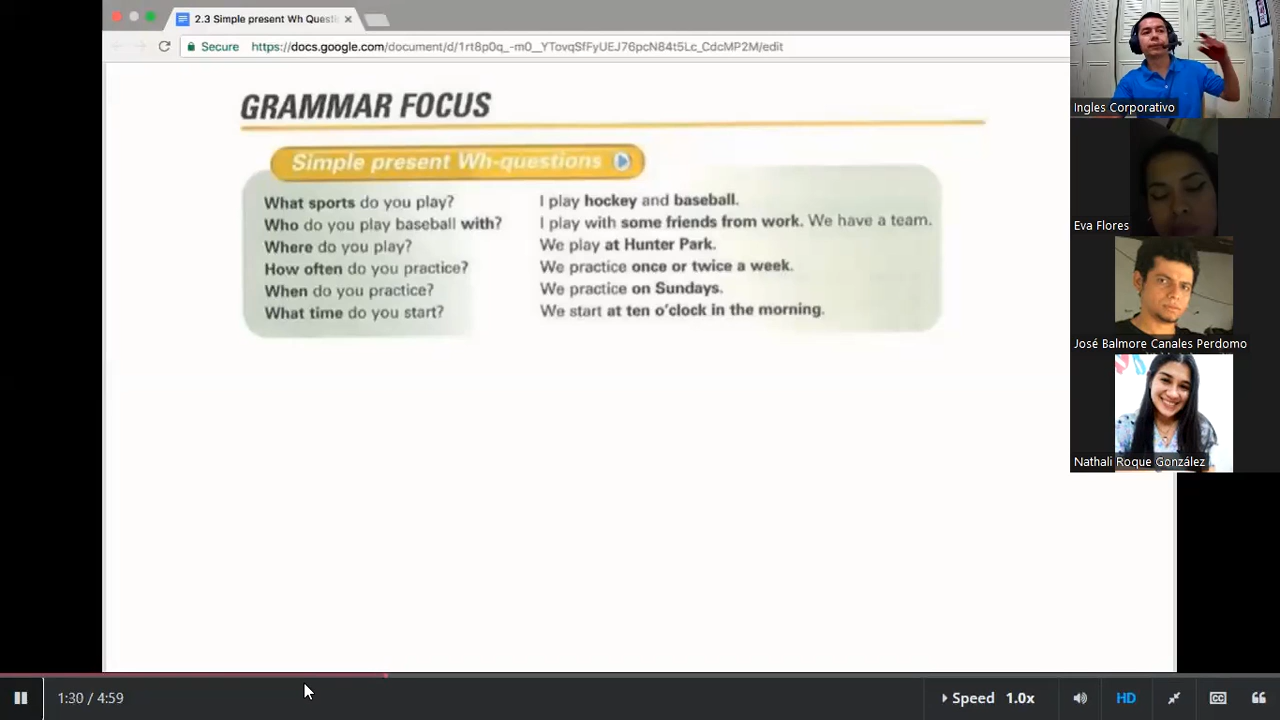 2.3 Simple present Wh Questi
Secure https://docs.google.com/document/d/1rt8p0q_-m0__YTovqSfFyUEJ76pcN84t5Lc_CdcMP2M/edit
GRAMMAR FOCUS
Simple present Wh-questions
What sports do you play? I play hockey and baseball.
Who do you play baseball with? I play with some friends from work. We have a team.
Where do you play? We play at Hunter Park.
How often do you practice? We practice once or twice a week.
When do you practice? We practice on Sundays.
What time do you start? We start at ten o'clock in the morning.
Ingles Corporativo
Eva Flores
José Balmore Canales Perdomo
Nathali Roque González
1:30 / 4:59
Speed 1.0x
HD
CC